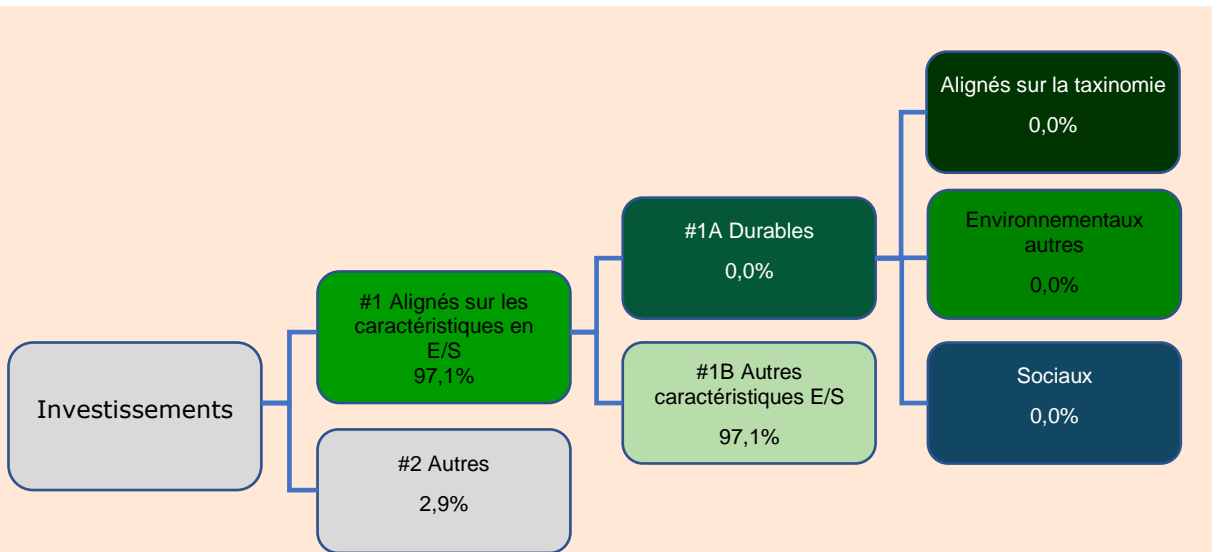 Investissements
#1 Alignés sur les
caractéristiques en
E/S
97,1%
#2 Autres
2,9%
#1A Durables
0,0%
#1B Autres
caractéristiques E/S
97,1%
Alignés sur la taxinomie
0,0%
Environnementaux
autres
0,0%
Sociaux
0,0%